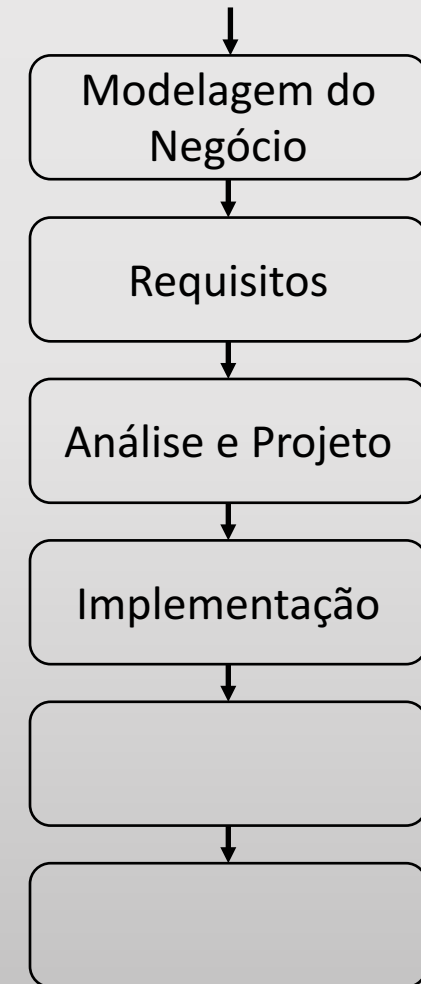 Modelagem do
Negócio
Requisitos
Análise e Projeto
Implementação